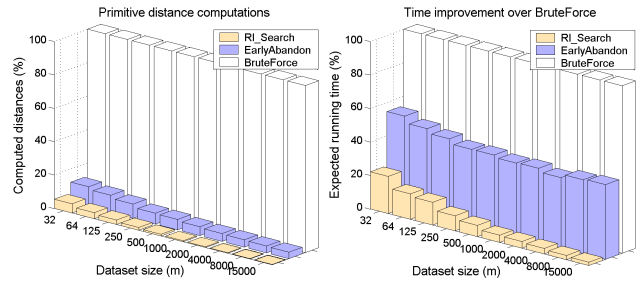 Primitive distance computations
RI_Search
EarlyAbandon
BruteForce
Computed distances (%)
100
80
60
40
20
0
32
64
125
250
500
1000
2000
4000
8000
15000
Dataset size (m)
Time improvement over BruteForce
RI_Search
EarlyAbandon
BruteForce
Expected running time (%)
100
80
60
40
20
0
32
64
125
250
500
1000
2000
4000
8000
15000
Dataset size (m)